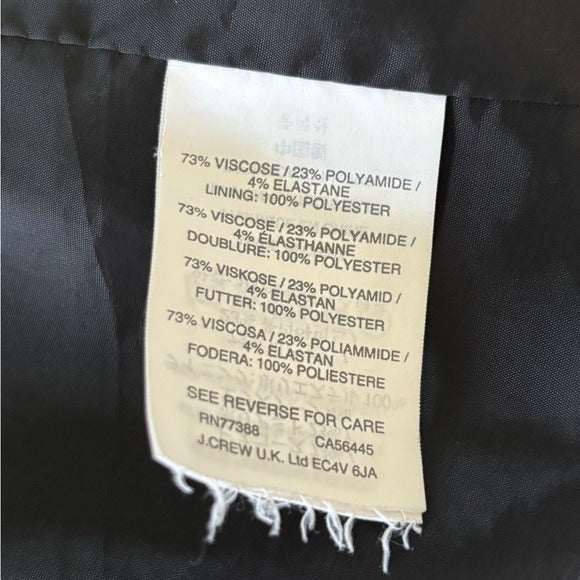 73% VISCOSE / 23% POLYAMIDE /
4% ELASTANE
LINING: 100% POLYESTER
73% VISCOSE / 23% POLYAMIDE /
4% ÉLASTHANNE
DOUBLURE: 100% POLYESTER
73% VISKOSE / 23% POLYAMID /
4% ELASTAN
FUTTER: 100% POLYESTER
73% VISCOSA / 23% POLIAMMIDE /
4% ELASTAN
FODERA: 100% POLIESTERE
SEE REVERSE FOR CARE
RN77388 CA56445
J.CREW U.K. Ltd EC4V 6JA